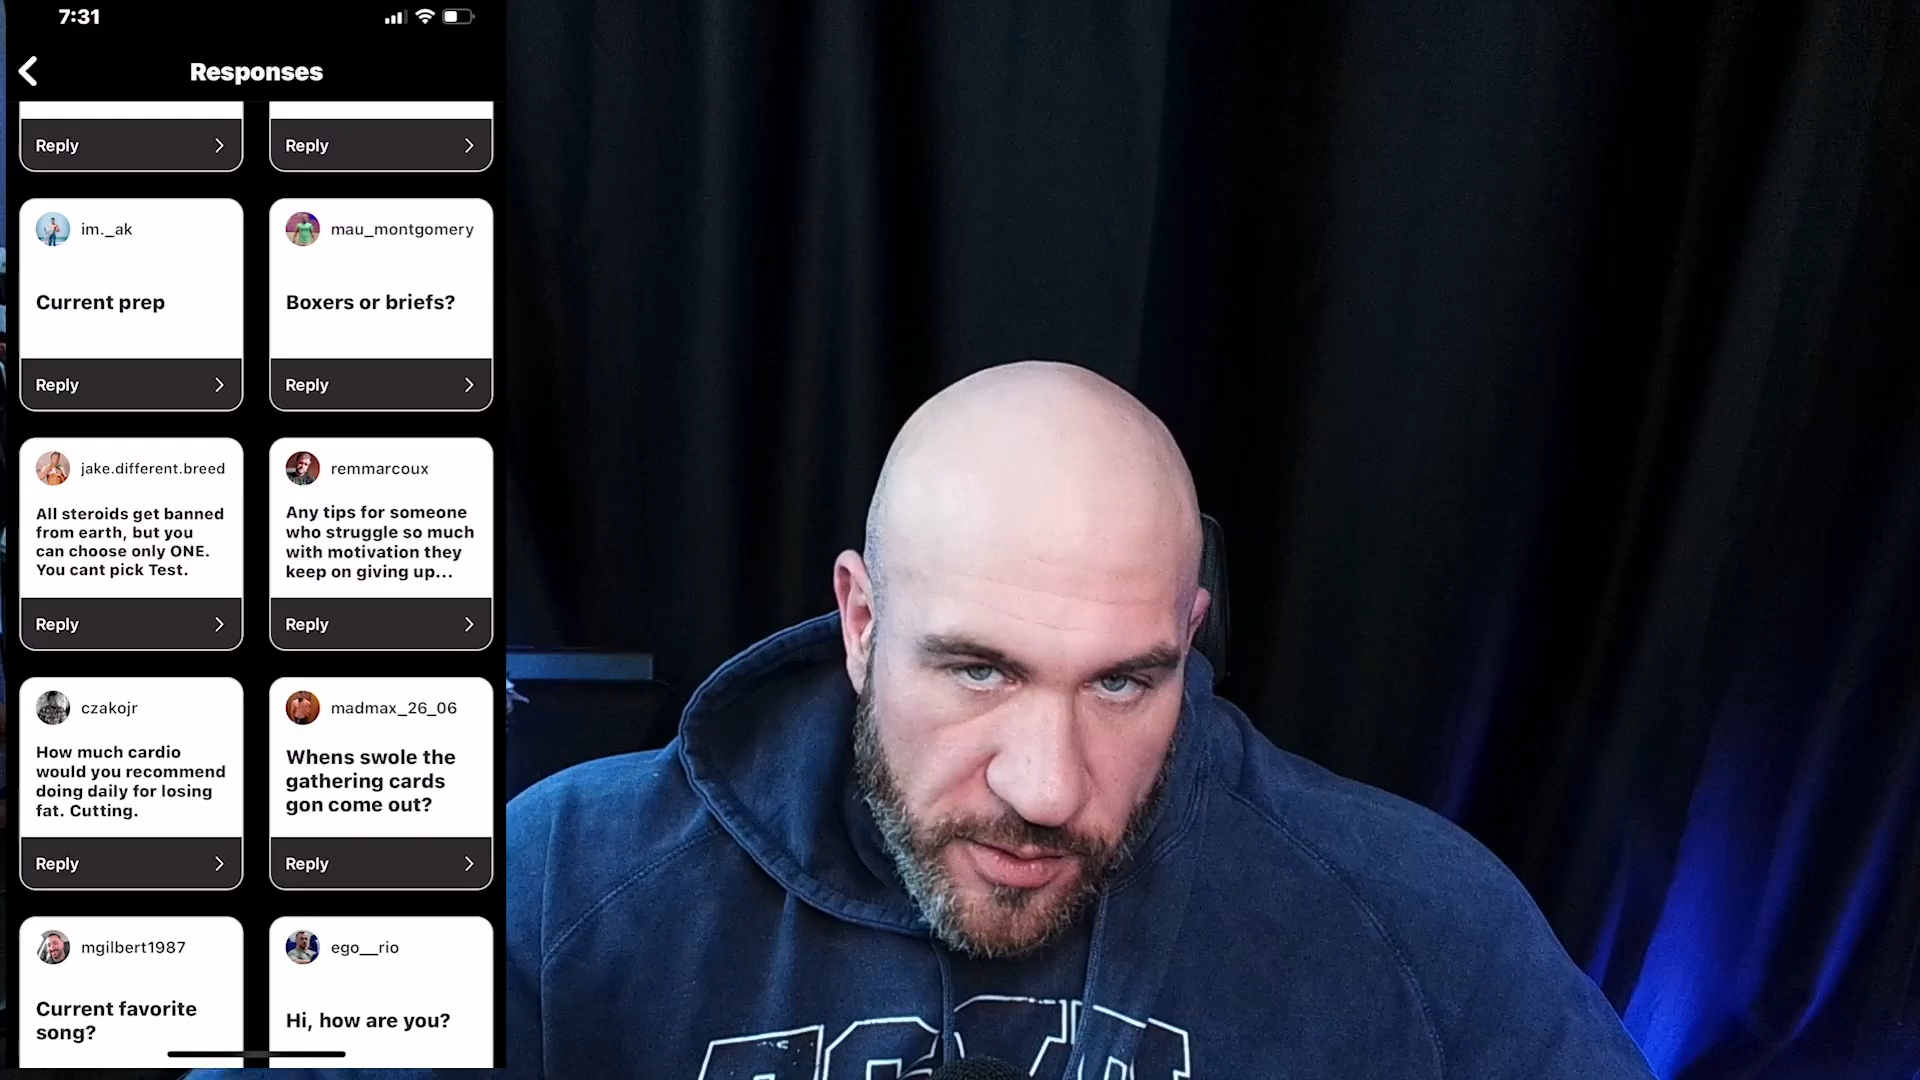 7:31
Responses
Reply
Reply
im._ak
Current prep
Reply
mau_montgomery
Boxers or briefs?
Reply
jake.different.breed
All steroids get banned
from earth, but you
can choose only ONE.
You cant pick Test.
Reply
remmarcoux
Any tips for someone
who struggle so much
with motivation they
keep on giving up...
Reply
czakojr
How much cardio
would you recommend
doing daily for losing
fat. Cutting.
Reply
madmax_26_06
Whens swole the
gathering cards
gon come out?
Reply
mgilbert1987
Current favorite
song?
ego__rio
Hi, how are you?